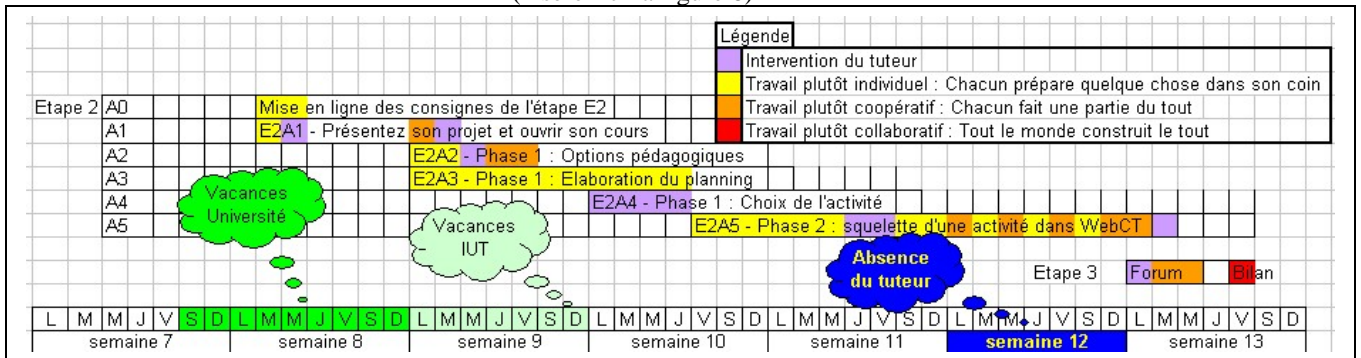 Légende
Intervention du tuteur
Travail plutôt individuel : Chacun prépare quelque chose dans son coin
Etape 2 A0 Mise en ligne des consignes de l'étape E2
Travail plutôt coopératif : Chacun fait une partie du tout
A1 E2A1 - Présentez son projet et ouvrir son cours
Travail plutôt collaboratif : Tout le monde construit le tout
A2 E2A2 - Phase 1 : Options pédagogiques
A3 E2A3 - Phase 1 : Elaboration du planning
A4 E2A4 - Phase 1 : Choix de l'activité
A5 E2A5 - Phase 2 : squelette d'une activité dans WebCT
Vacances
Université
Vacances
IUT
Absence
du tuteur
Etape 3 Forum Bilan
L M M J V S D L M M J V S D L M M J V S D L M M J V S D L M M J V S D L M M J V S D L M M J V S D
semaine 7 semaine 8 semaine 9 semaine 10 semaine 11 semaine 12 semaine 13